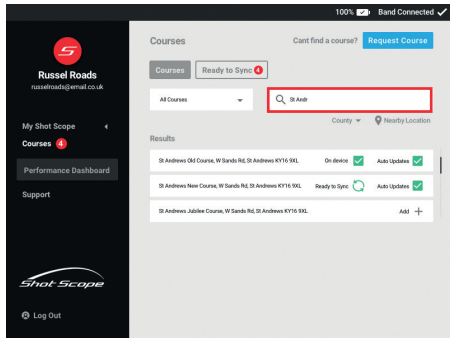 100% Band Connected
Russel Roads
russelroads@email.co.uk
My Shot Scope
Courses 4
Performance Dashboard
Support
Shot Scope
Log Out
Courses
Cant find a course? Request Course
Courses Ready to Sync 4
All Courses St Andr
County Nearby Location
Results
St Andrews Old Course, W Sands Rd, St Andrews KY16 9XL On device Auto Updates
St Andrews New Course, W Sands Rd, St Andrews KY16 9XL Ready to Sync Auto Updates
St Andrews Jubilee Course, W Sands Rd, St Andrews KY16 9XL Add